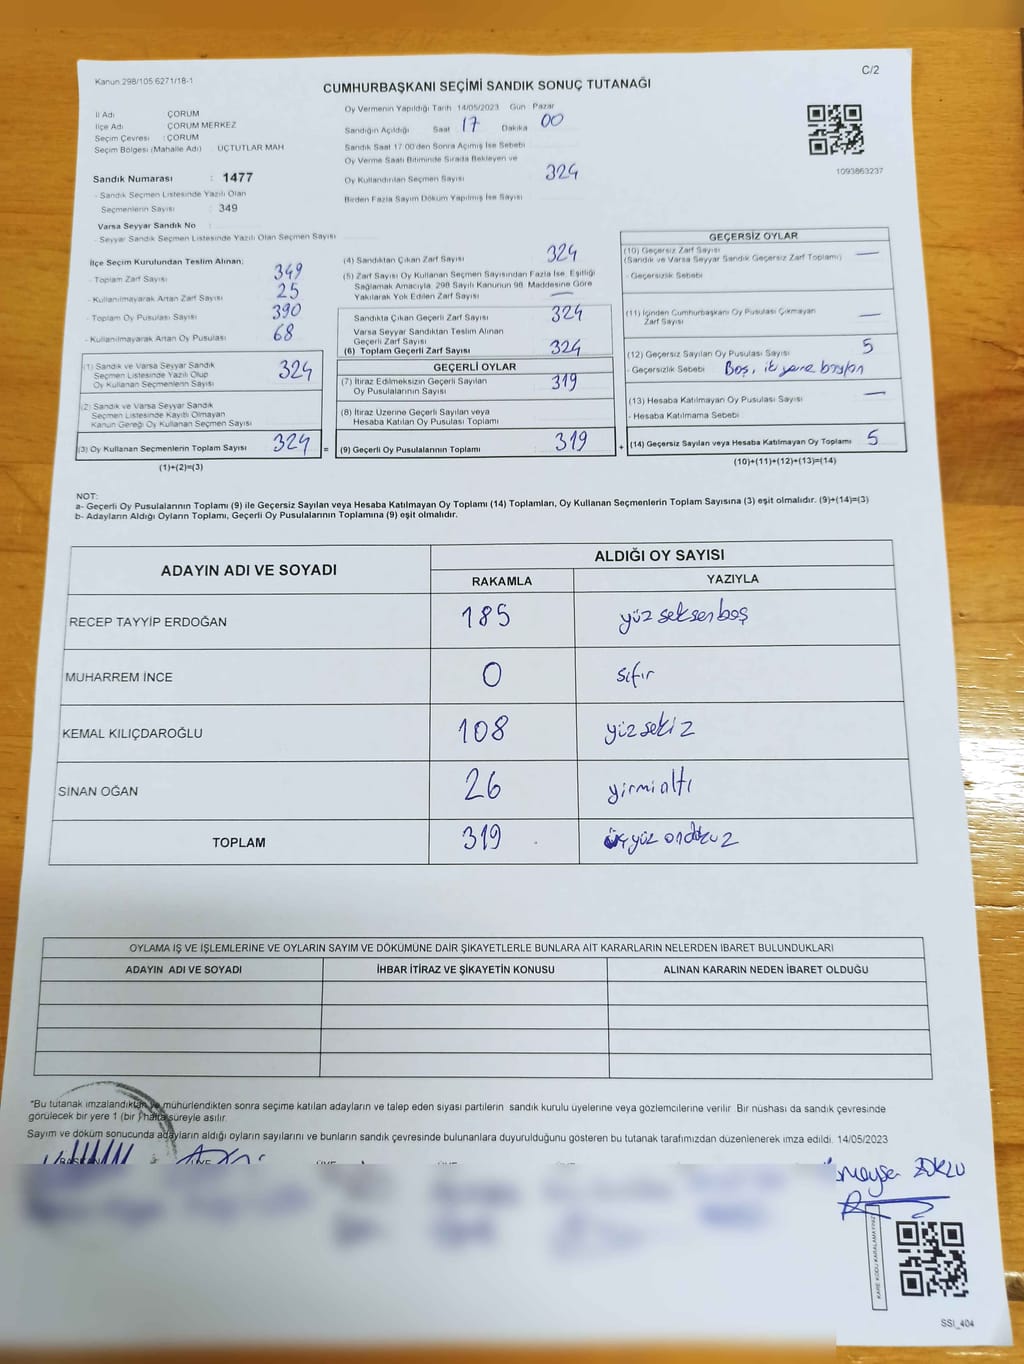 Kanun 298/105 6271/18-1
C/2
CUMHURBAŞKANI SEÇİMİ SANDIK SONUÇ TUTANAĞI
İl Adı ÇORUM
İlçe Adı : ÇORUM MERKEZ
Seçim Çevresi : ÇORUM
Seçim Bölgesi (Mahalle Adı) UÇTUTLAR MAH
Sandık Numarası : 1477
- Sandık Seçmen Listesinde Yazılı Olan
Seçmenlerin Sayısı : 349
Varsa Seyyar Sandık No :
- Seyyar Sandık Seçmen Listesinde Yazılı Olan Seçmen Sayısı
Oy Vermenin Yapıldığı Tarih 14/05/2023 Gün Pazar
Sandığın Açıldığı Saat 17 Dakika 00
Sandık Saat 17:00'den Sonra Açımış İse Sebebi
Oy Verme Saati Bitiminde Sırada Bekleyen ve
Oy Kullandırılan Seçmen Sayısı 324
Birden Fazla Sayım Döküm Yapılmış İse Sayısı
1093863237
İlçe Seçim Kurulundan Teslim Alınan;
- Toplam Zarf Sayısı 349
- Kullanılmayarak Artan Zarf Sayısı 25
- Toplam Oy Pusulası Sayısı 390
- Kullanılmayarak Artan Oy Pusulası 68
(1) Sandık ve Varsa Seyyar Sandık
Seçmen Listesinde Yazılı Olup
Oy Kullanan Seçmenlerin Sayısı 324
(2) Sandık ve Varsa Seyyar Sandık
Seçmen Listesinde Kayıtlı Olmayan
Kanun Gereği Oy Kullanan Seçmen Sayısı
(3) Oy Kullanan Seçmenlerin Toplam Sayısı 324 =
(1)+(2)=(3)
(4) Sandıktan Çıkan Zarf Sayısı 324
(5) Zarf Sayısı Oy Kullanan Seçmen Sayısından Fazla İse, Eşitliği
Sağlamak Amacıyla, 298 Sayılı Kanunun 98. Maddesine Göre
Yakılarak Yok Edilen Zarf Sayısı —
Sandıkta Çıkan Geçerli Zarf Sayısı 324
Varsa Seyyar Sandıktan Teslim Alınan
Geçerli Zarf Sayısı
(6) Toplam Geçerli Zarf Sayısı 324
GEÇERLİ OYLAR
(7) İtiraz Edilmeksizin Geçerli Sayılan
Oy Pusulalarının Sayısı 319
(8) İtiraz Üzerine Geçerli Sayılan veya
Hesaba Katılan Oy Pusulası Toplamı
(9) Geçerli Oy Pusulalarının Toplamı 319 +
GEÇERSİZ OYLAR
(10) Geçersiz Zarf Sayısı
(Sandık ve Varsa Seyyar Sandık Geçersiz Zarf Toplamı) —
- Geçersizlik Sebebi
(11) İçinden Cumhurbaşkanı Oy Pusulası Çıkmayan
Zarf Sayısı —
(12) Geçersiz Sayılan Oy Pusulası Sayısı 5
- Geçersizlik Sebebi Boş, iki yere basılan
(13) Hesaba Katılmayan Oy Pusulası Sayısı —
- Hesaba Katılmama Sebebi
(14) Geçersiz Sayılan veya Hesaba Katılmayan Oy Toplamı 5
(10)+(11)+(12)+(13)=(14)
NOT:
a- Geçerli Oy Pusulalarının Toplamı (9) ile Geçersiz Sayılan veya Hesaba Katılmayan Oy Toplamı (14) Toplamları, Oy Kullanan Seçmenlerin Toplam Sayısına (3) eşit olmalıdır. (9)+(14)=(3)
b- Adayların Aldığı Oyların Toplamı, Geçerli Oy Pusulalarının Toplamına (9) eşit olmalıdır.
ADAYIN ADI VE SOYADI
ALDIĞI OY SAYISI
RAKAMLA YAZIYLA
RECEP TAYYİP ERDOĞAN 185 yüz seksenbeş
MUHARREM İNCE 0 sıfır
KEMAL KILIÇDAROĞLU 108 yüzsekiz
SİNAN OĞAN 26 yirmialtı
TOPLAM 319 üçyüz ondokuz
OYLAMA İŞ VE İŞLEMLERİNE VE OYLARIN SAYIM VE DÖKÜMÜNE DAİR ŞİKAYETLERLE BUNLARA AİT KARARLARIN NELERDEN İBARET BULUNDUKLARI
ADAYIN ADI VE SOYADI İHBAR İTİRAZ VE ŞİKAYETİN KONUSU ALINAN KARARIN NEDEN İBARET OLDUĞU
"Bu tutanak imzalandıktan ve mühürlendikten sonra seçime katılan adayların ve talep eden siyasi partilerin sandık kurulu üyelerine veya gözlemcilerine verilir. Bir nüshası da sandık çevresinde
görülecek bir yere 1 (bir) hafta süreyle asılır.
Sayım ve döküm sonucunda adayların aldığı oyların sayılarını ve bunların sandık çevresinde bulunanlara duyurulduğunu gösteren bu tutanak tarafımızdan düzenlenerek imza edildi. 14/05/2023
BAŞKAN ÜYE
KARE KODU KARALAMAYINIZ
SSI_404